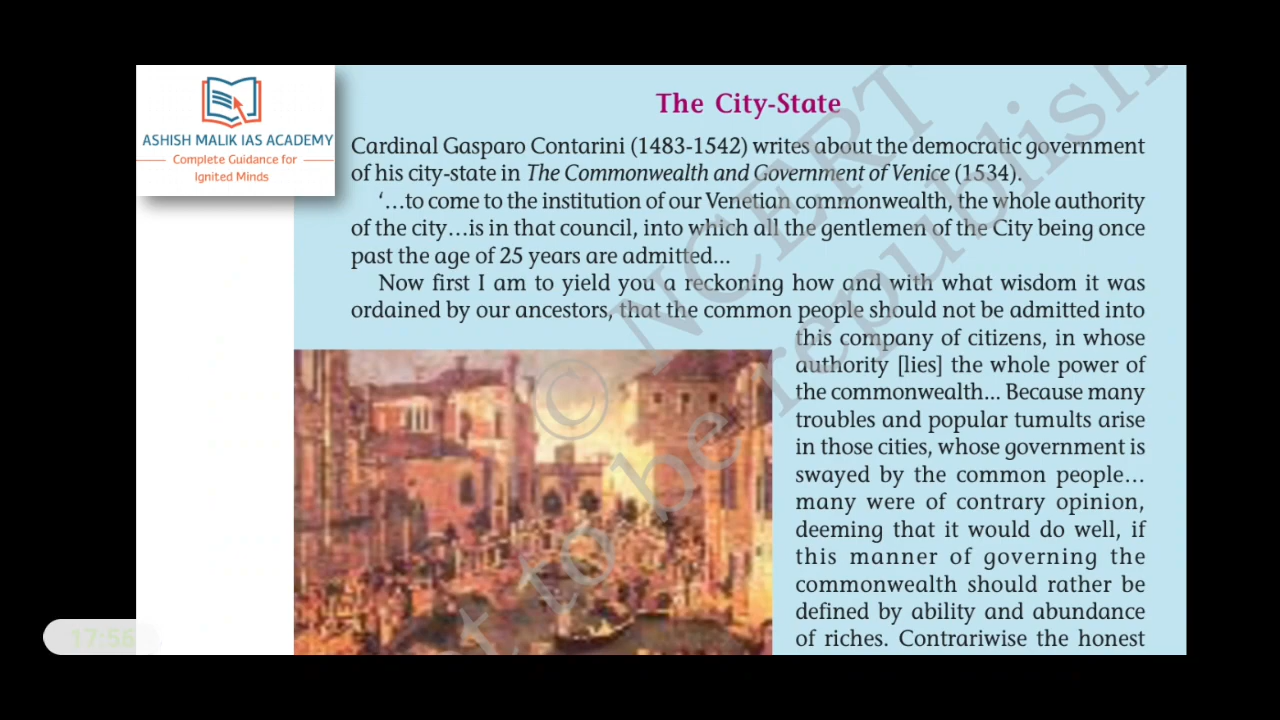 ASHISH MALIK IAS ACADEMY
Complete Guidance for
Ignited Minds
The City-State
Cardinal Gasparo Contarini (1483-1542) writes about the democratic government
of his city-state in The Commonwealth and Government of Venice (1534).
‘…to come to the institution of our Venetian commonwealth, the whole authority
of the city…is in that council, into which all the gentlemen of the City being once
past the age of 25 years are admitted...
Now first I am to yield you a reckoning how and with what wisdom it was
ordained by our ancestors, that the common people should not be admitted into
this company of citizens, in whose
authority [lies] the whole power of
the commonwealth... Because many
troubles and popular tumults arise
in those cities, whose government is
swayed by the common people…
many were of contrary opinion,
deeming that it would do well, if
this manner of governing the
commonwealth should rather be
defined by ability and abundance
of riches. Contrariwise the honest
© NCERT
t to be republish